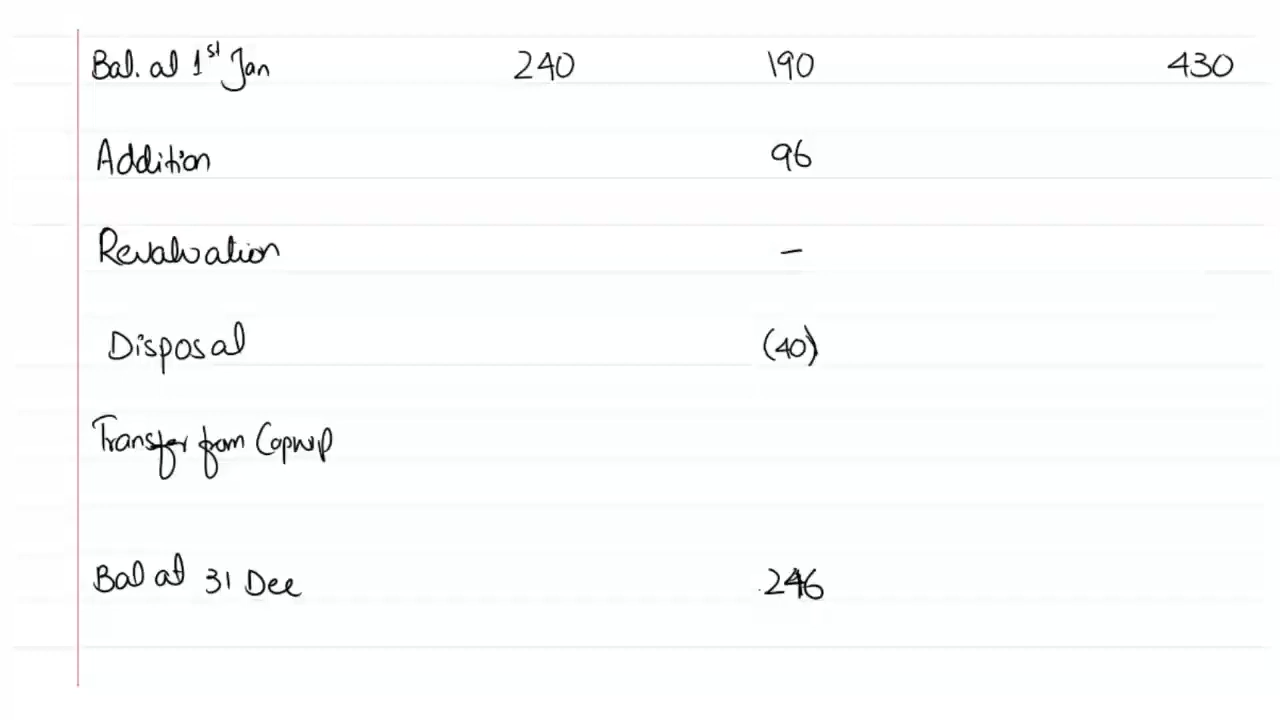 Bal. at 1st Jan 240 190 430
Addition 96
Revaluation –
Disposal (40)
Transfer from Capwip
Bal at 31 Dec 246